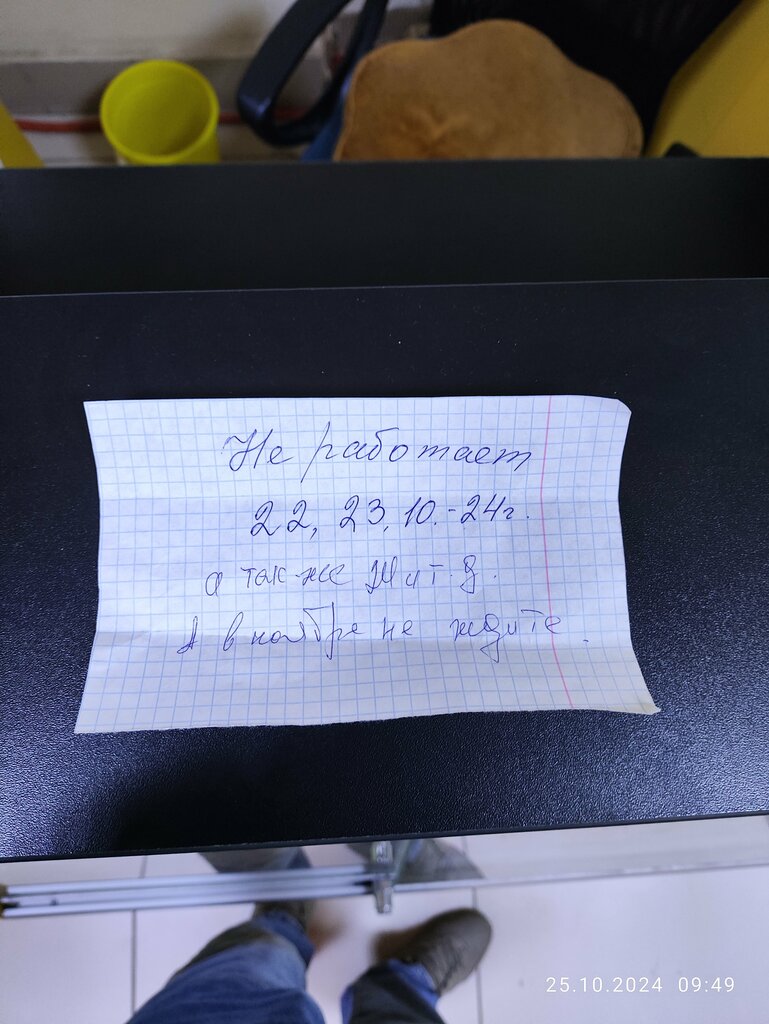 Не работает
22, 23, 10.-24г.
а так-же и т.д.
А в ноябре не ждите.
25.10.2024 09:49